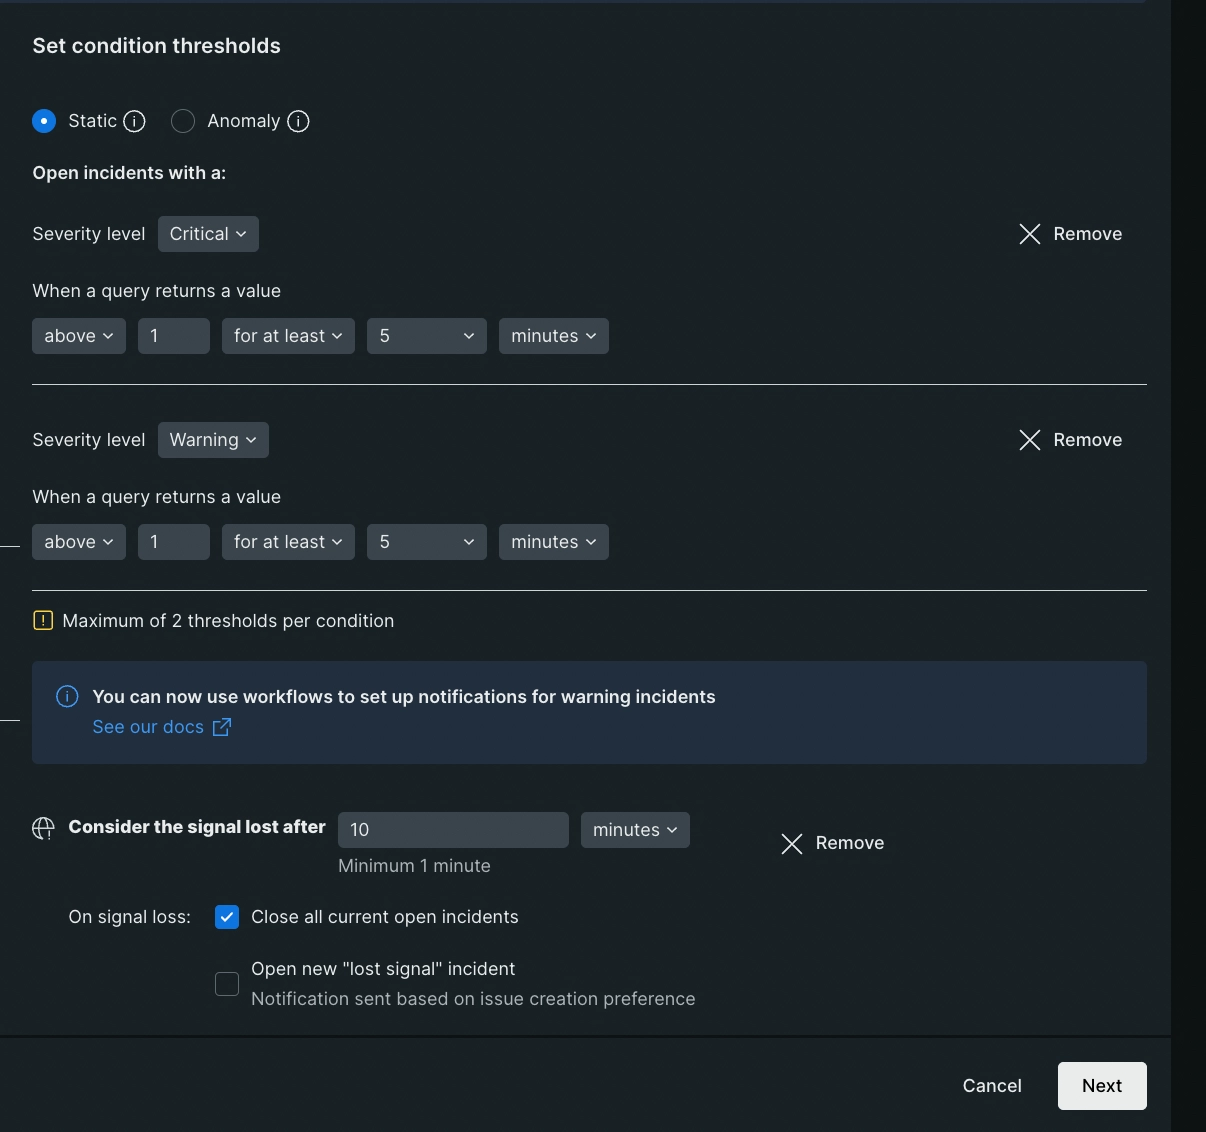 Set condition thresholds
Static Anomaly
Open incidents with a:
Severity level Critical Remove
When a query returns a value
above 1 for at least 5 minutes
Severity level Warning Remove
When a query returns a value
above 1 for at least 5 minutes
Maximum of 2 thresholds per condition
You can now use workflows to set up notifications for warning incidents
See our docs
Consider the signal lost after 10 minutes Remove
Minimum 1 minute
On signal loss: Close all current open incidents
Open new "lost signal" incident
Notification sent based on issue creation preference
Cancel Next